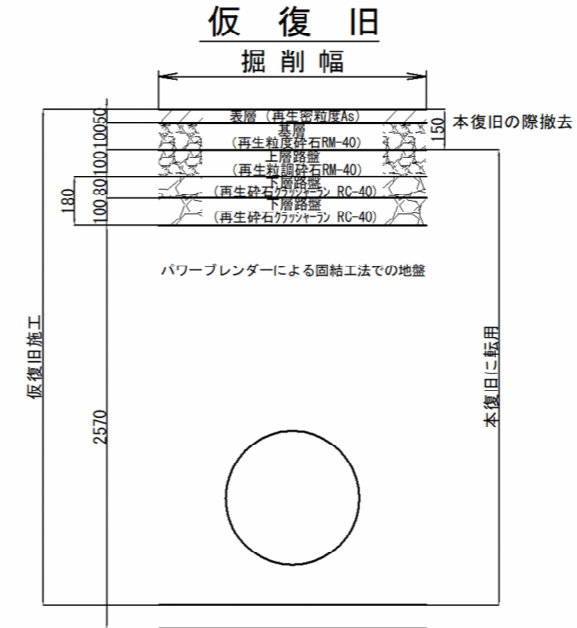 仮復旧
掘削幅
表層（再生密粒度As）
基層
（再生粒度砕石RM-40）
上層路盤
（再生粒調砕石RM-40）
下層路盤
（再生砕石クラッシャーラン RC-40）
下層路盤
（再生砕石クラッシャーラン RC-40）
50
100
100
80
100
180
150
本復旧の際撤去
パワーブレンダーによる固結工法での地盤
仮復旧施工
2570
本復旧に転用